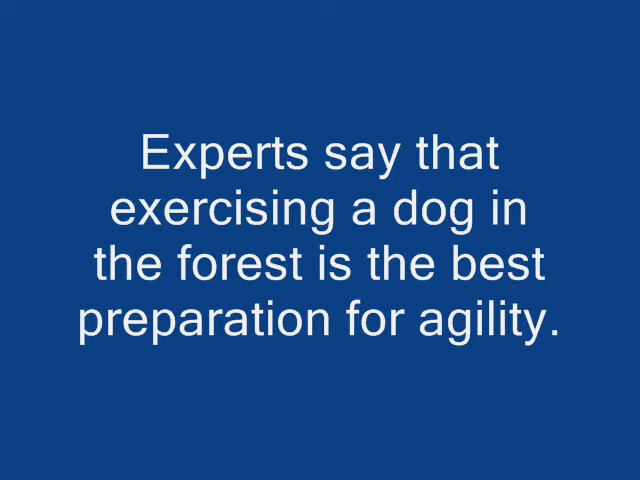 Experts say that
exercising a dog in
the forest is the best
preparation for agility.